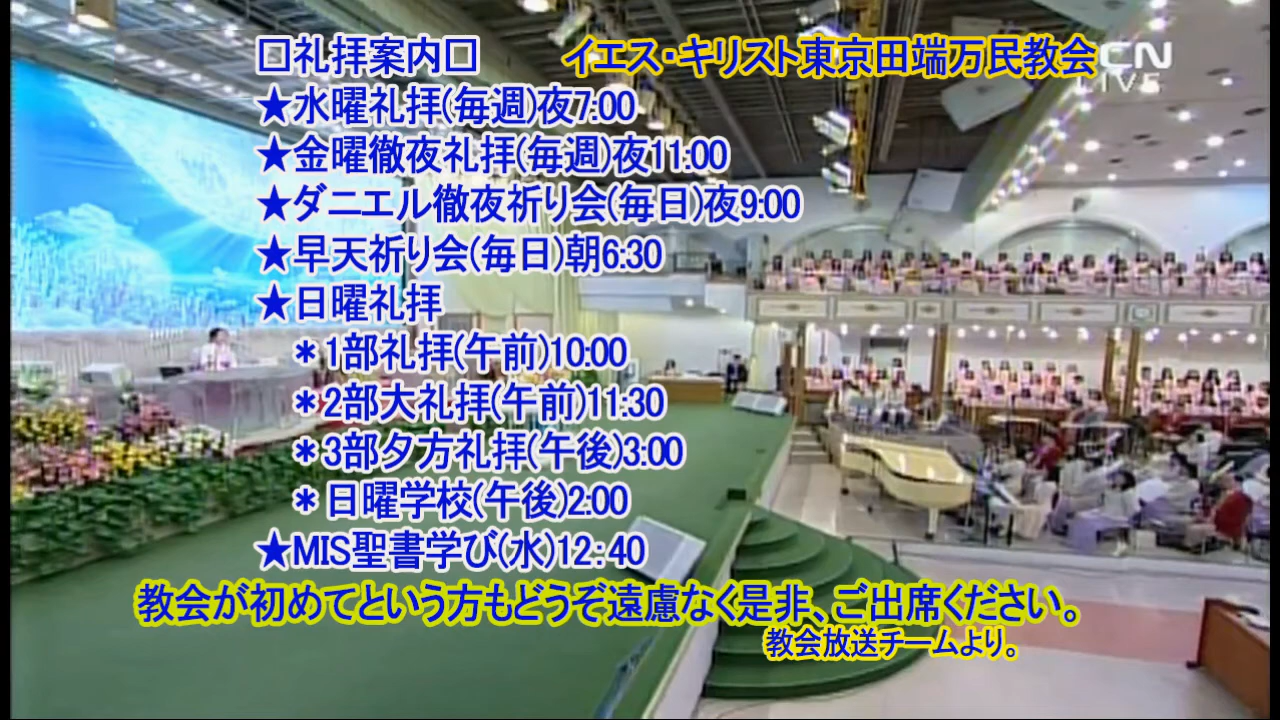 □礼拝案内□ イエス・キリスト東京田端万民教会
CN
LIVE
★水曜礼拝(毎週)夜7:00
★金曜徹夜礼拝(毎週)夜11:00
★ダニエル徹夜祈り会(毎日)夜9:00
★早天祈り会(毎日)朝6:30
★日曜礼拝
＊1部礼拝(午前)10:00
＊2部大礼拝(午前)11:30
＊3部夕方礼拝(午後)3:00
＊日曜学校(午後)2:00
★MIS聖書学び(水)12:40
教会が初めてという方もどうぞ遠慮なく是非、ご出席ください。
教会放送チームより。